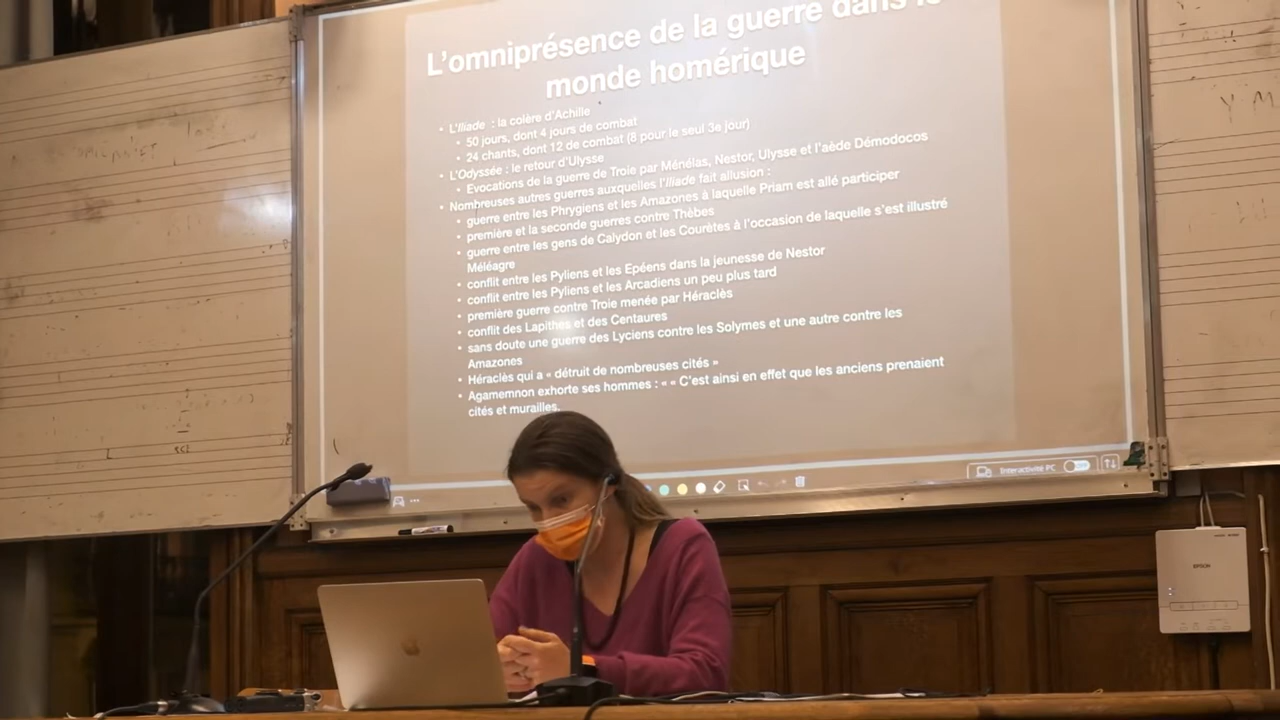 L'omniprésence de la guerre dans le
monde homérique
• L'Iliade : la colère d'Achille
• 50 jours, dont 4 jours de combat
• 24 chants, dont 12 de combat (8 pour le seul 3e jour)
• L'Odyssée : le retour d'Ulysse
• Evocations de la guerre de Troie par Ménélas, Nestor, Ulysse et l'aède Démodocos
• Nombreuses autres guerres auxquelles l'Iliade fait allusion :
• guerre entre les Phrygiens et les Amazones à laquelle Priam est allé participer
• première et la seconde guerres contre Thèbes
• guerre entre les gens de Calydon et les Courètes à l'occasion de laquelle s'est illustré
Méléagre
• conflit entre les Pyliens et les Epéens dans la jeunesse de Nestor
• conflit entre les Pyliens et les Arcadiens un peu plus tard
• première guerre contre Troie menée par Héraclès
• conflit des Lapithes et des Centaures
• sans doute une guerre des Lyciens contre les Solymes et une autre contre les
Amazones
• Héraclès qui a « détruit de nombreuses cités »
• Agamemnon exhorte ses hommes : « « C'est ainsi en effet que les anciens prenaient
cités et murailles.
Interactivité PC
EPSON